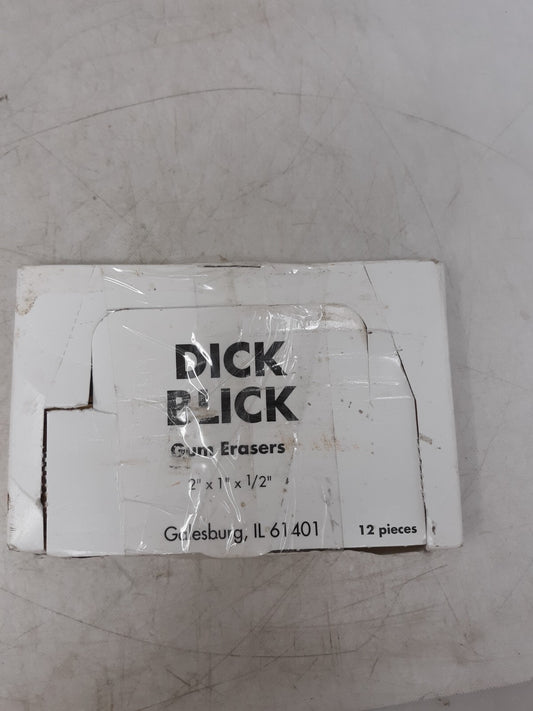 DICK
BLICK
Gum Erasers
2" x 1" x 1/2"
Galesburg, IL 61401
12 pieces